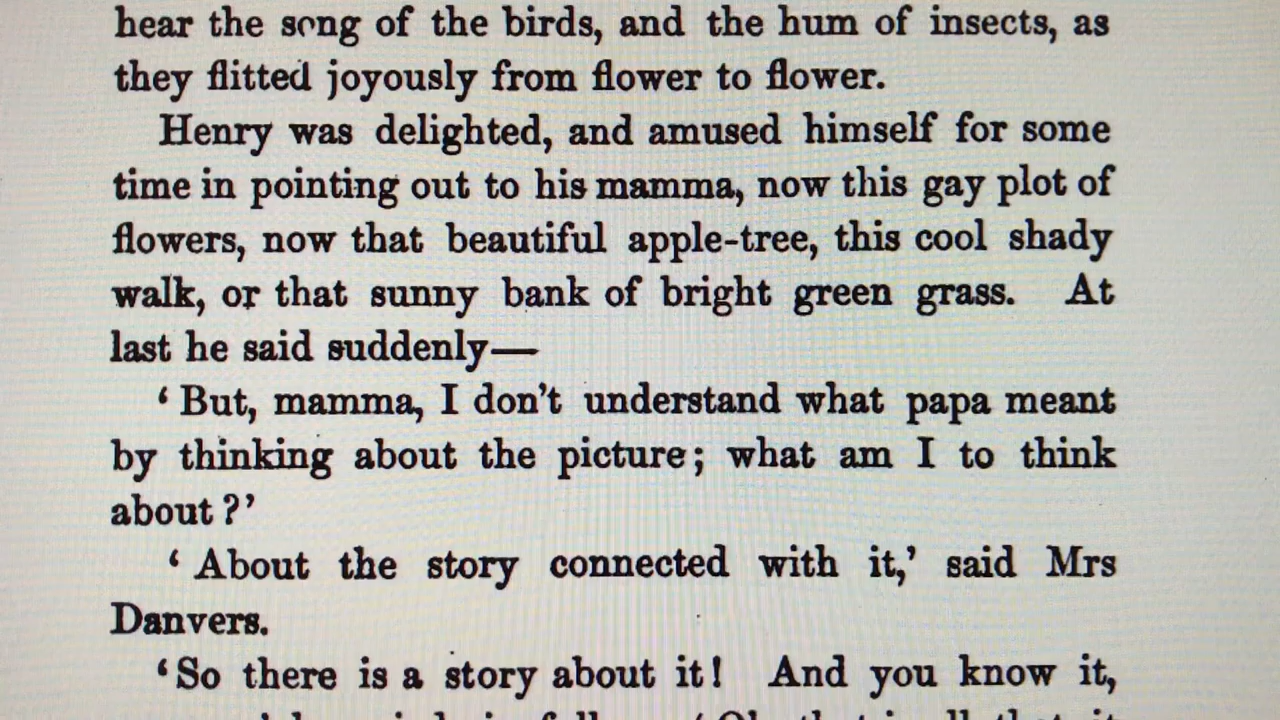 hear the song of the birds, and the hum of insects, as
they flitted joyously from flower to flower.
Henry was delighted, and amused himself for some
time in pointing out to his mamma, now this gay plot of
flowers, now that beautiful apple-tree, this cool shady
walk, or that sunny bank of bright green grass. At
last he said suddenly—
‘But, mamma, I don’t understand what papa meant
by thinking about the picture; what am I to think
about?’
‘About the story connected with it,’ said Mrs
Danvers.
‘So there is a story about it! And you know it,